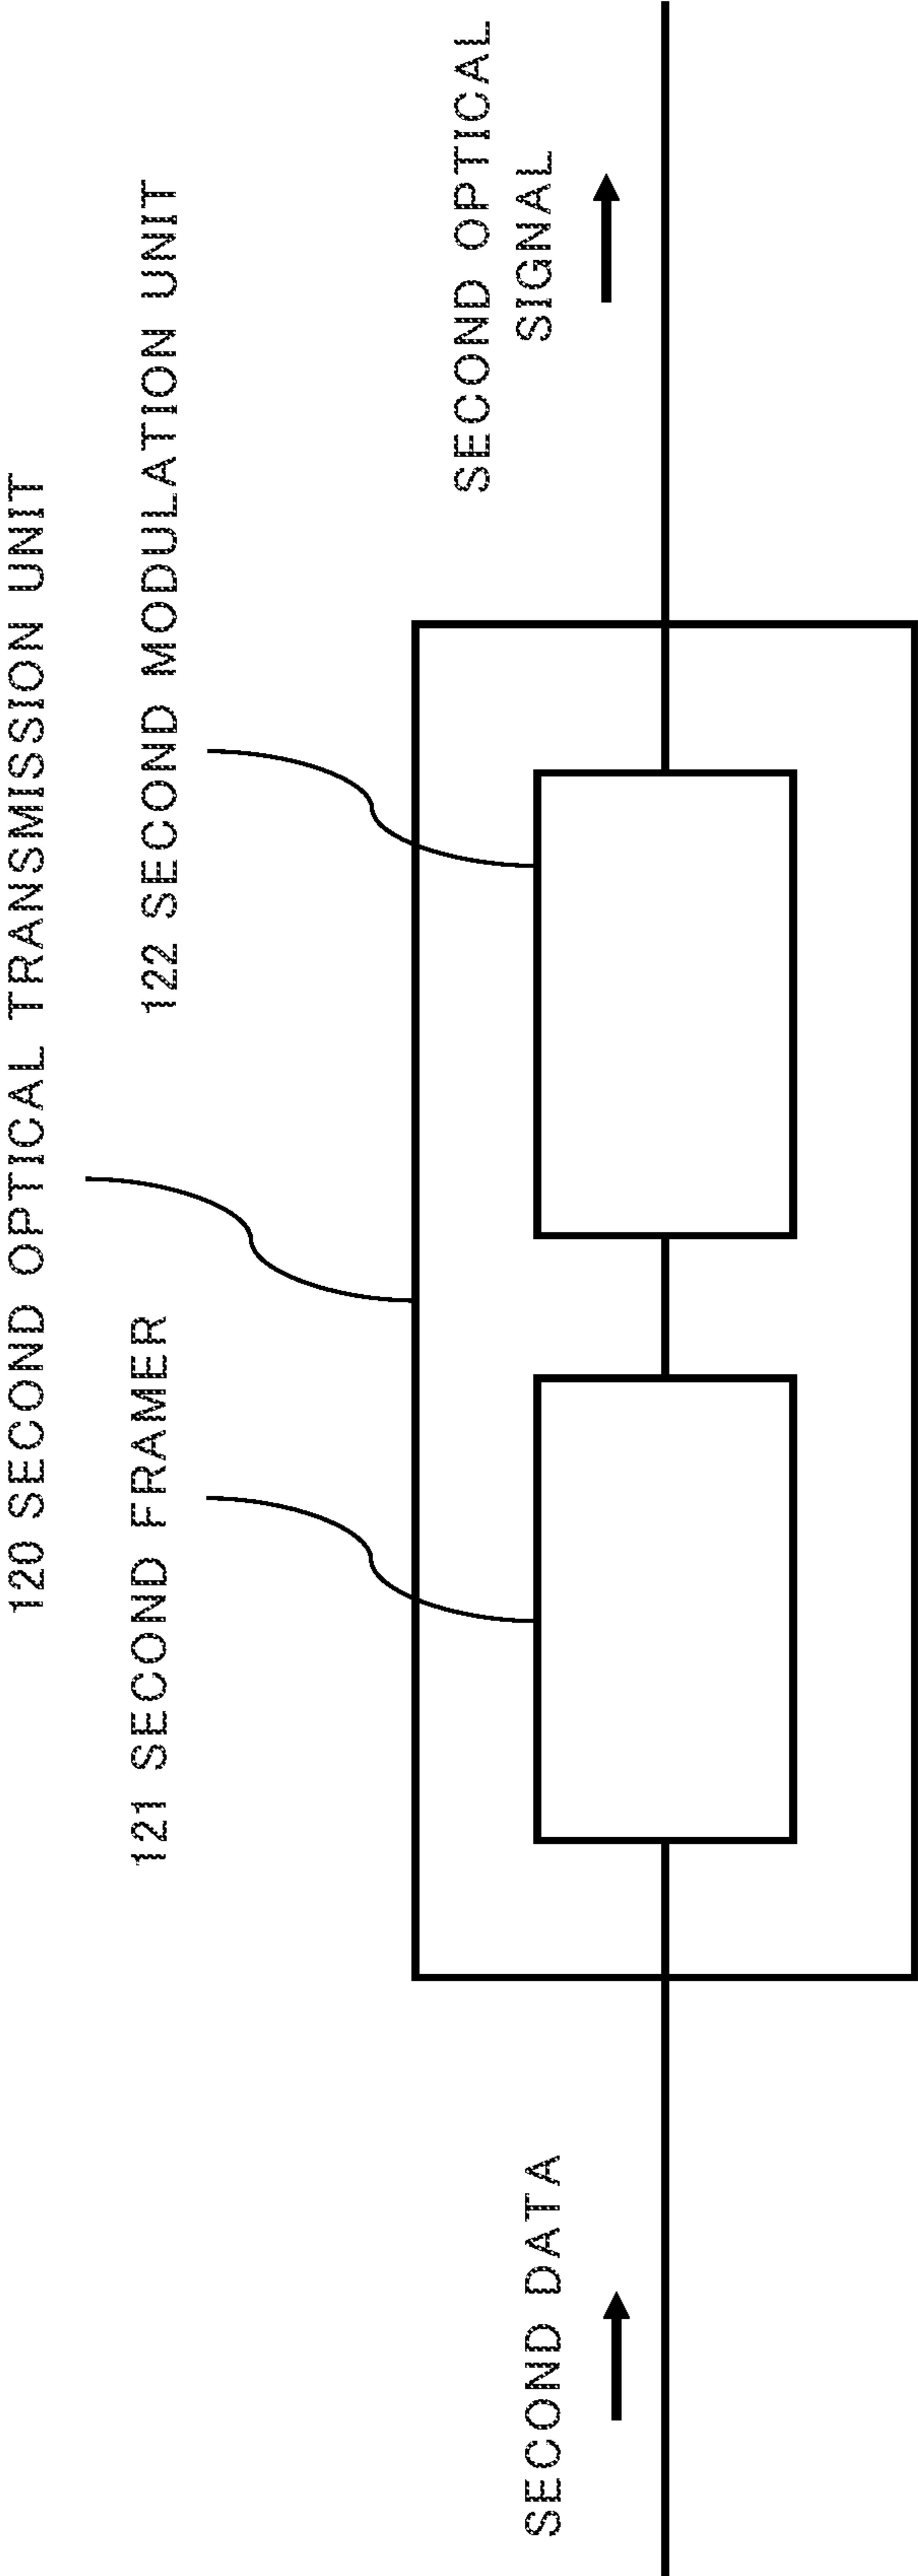 120 SECOND OPTICAL TRANSMISSION UNIT
121 SECOND FRAMER
122 SECOND MODULATION UNIT
SECOND DATA
SECOND OPTICAL
SIGNAL